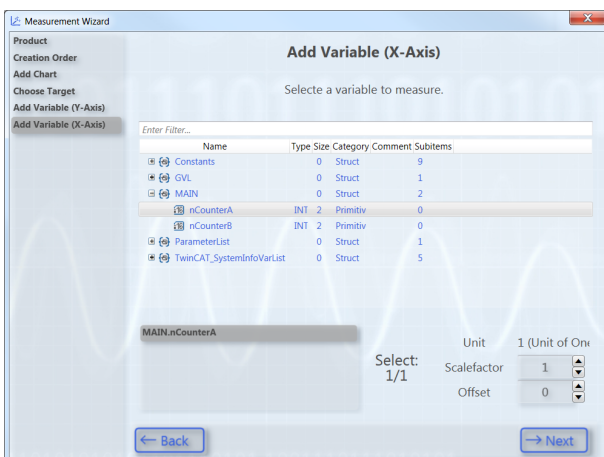 Measurement Wizard
Product
Creation Order
Add Chart
Choose Target
Add Variable (Y-Axis)
Add Variable (X-Axis)
Add Variable (X-Axis)
Selecte a variable to measure.
Enter Filter...
Name Type Size Category Comment Subitems
Constants 0 Struct 9
GVL 0 Struct 1
MAIN 0 Struct 2
nCounterA INT 2 Primitiv 0
nCounterB INT 2 Primitiv 0
ParameterList 0 Struct 1
TwinCAT_SystemInfoVarList 0 Struct 5
MAIN.nCounterA
Select:
1/1
Unit 1 (Unit of One
Scalefactor 1
Offset 0
← Back
→ Next